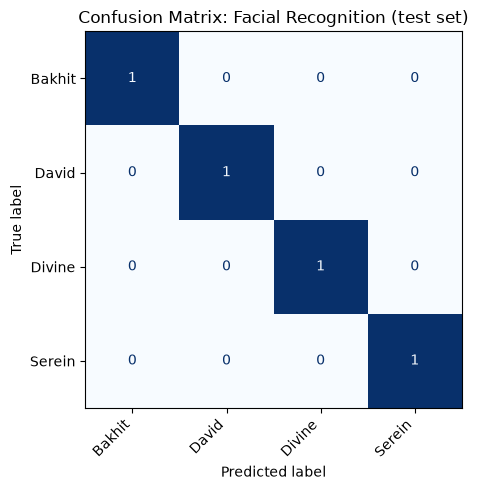 Confusion Matrix: Facial Recognition (test set)
True label
Bakhit 1 0 0 0
David 0 1 0 0
Divine 0 0 1 0
Serein 0 0 0 1
Bakhit David Divine Serein
Predicted label